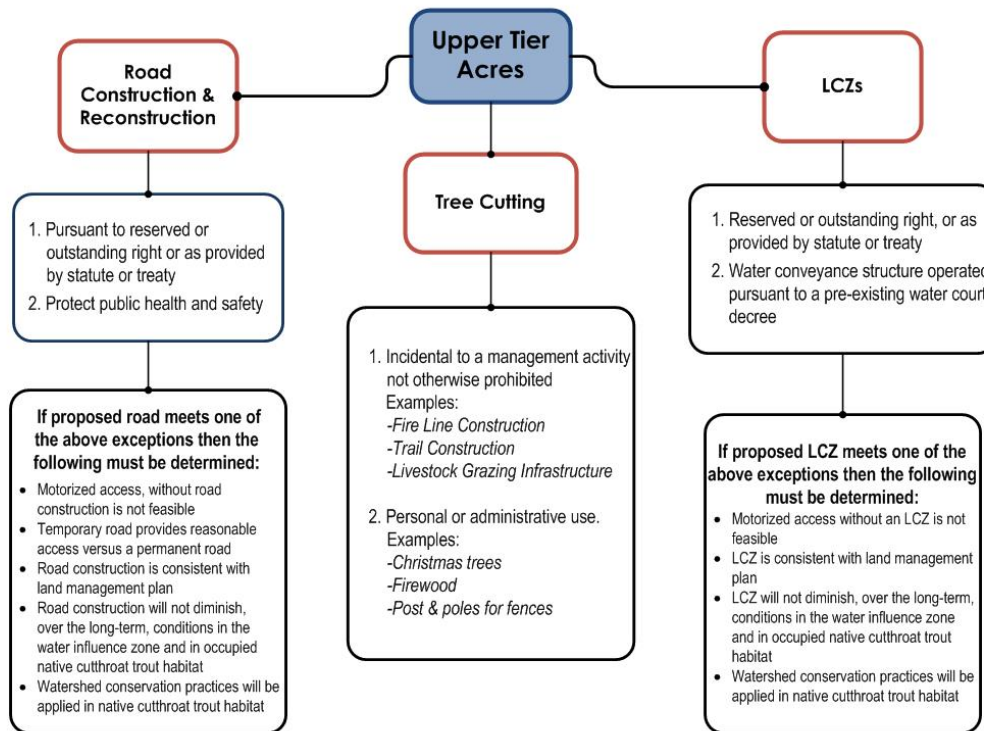 Upper Tier
Acres
Road
Construction &
Reconstruction
1. Pursuant to reserved or
outstanding right or as provided
by statute or treaty
2. Protect public health and safety
If proposed road meets one of
the above exceptions then the
following must be determined:
• Motorized access, without road
construction is not feasible
• Temporary road provides reasonable
access versus a permanent road
• Road construction is consistent with
land management plan
• Road construction will not diminish,
over the long-term, conditions in the
water influence zone and in occupied
native cutthroat trout habitat
• Watershed conservation practices will be
applied in native cutthroat trout habitat
Tree Cutting
1. Incidental to a management activity
not otherwise prohibited
Examples:
-Fire Line Construction
-Trail Construction
-Livestock Grazing Infrastructure
2. Personal or administrative use.
Examples:
-Christmas trees
-Firewood
-Post & poles for fences
LCZs
1. Reserved or outstanding right, or as
provided by statute or treaty
2. Water conveyance structure operated
pursuant to a pre-existing water court
decree
If proposed LCZ meets one of the
above exceptions then the following
must be determined:
• Motorized access without an LCZ is not
feasible
• LCZ is consistent with land management
plan
• LCZ will not diminish, over the long-term,
conditions in the water influence zone
and in occupied native cutthroat trout
habitat
• Watershed conservation practices will be
applied in native cutthroat trout habitat